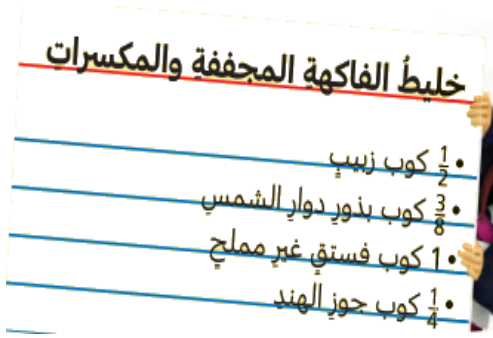 خليطُ الفاكهةِ المجففةِ والمكسراتِ
• 1/2 كوب زبيبٍ
• 3/8 كوب بذورِ دوارِ الشمسِ
• 1 كوب فستقٍ غيرِ مملحٍ
• 1/4 كوب جوزِ الهندِ